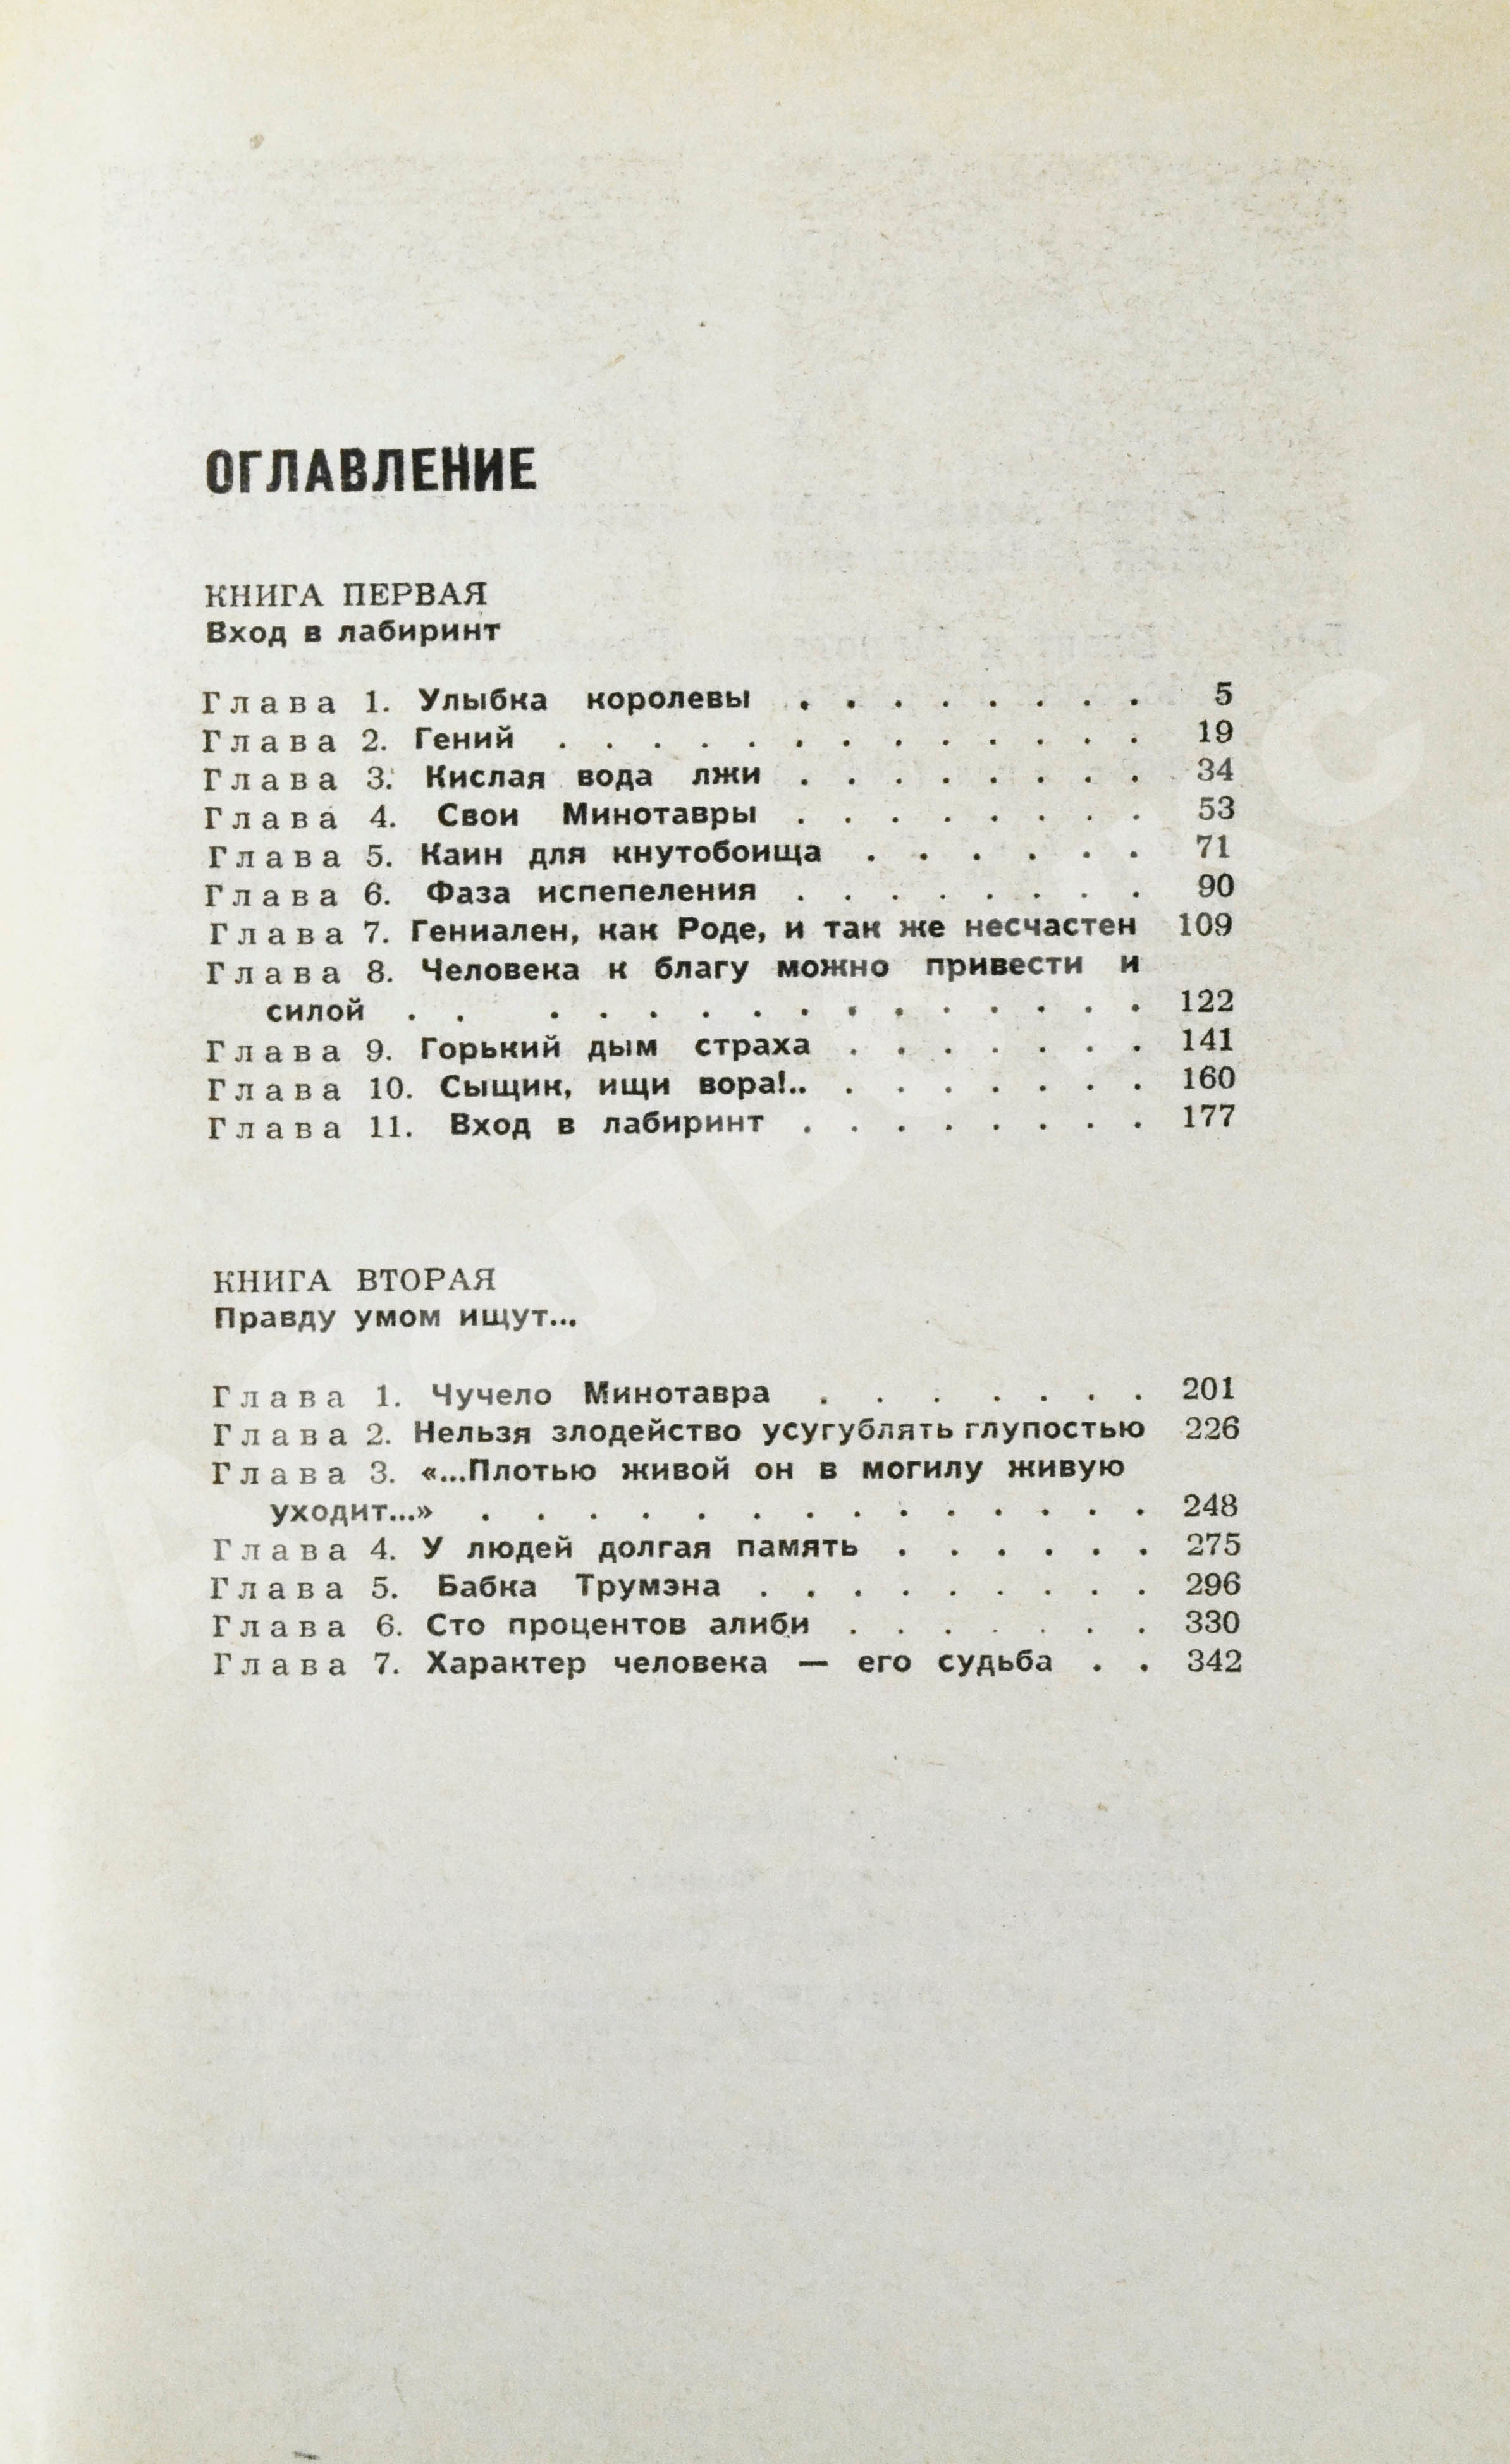 ОГЛАВЛЕНИЕ
КНИГА ПЕРВАЯ
Вход в лабиринт
Глава 1. Улыбка королевы . . . . . . . . 5
Глава 2. Гений . . . . . . . . . . . . . 19
Глава 3. Кислая вода лжи . . . . . . . . 34
Глава 4. Свои Минотавры . . . . . . . . 53
Глава 5. Каин для кнутобоища . . . . . . 71
Глава 6. Фаза испепеления . . . . . . . . 90
Глава 7. Гениален, как Роде, и так же несчастен 109
Глава 8. Человека к благу можно привести и
силой . . . . . . . . . . . . . . . 122
Глава 9. Горький дым страха . . . . . . . 141
Глава 10. Сыщик, ищи вора!.. . . . . . . . 160
Глава 11. Вход в лабиринт . . . . . . . . 177
КНИГА ВТОРАЯ
Правду умом ищут...
Глава 1. Чучело Минотавра . . . . . . . 201
Глава 2. Нельзя злодейство усугублять глупостью 226
Глава 3. «...Плотью живой он в могилу живую
уходит...» . . . . . . . . . . . . . 248
Глава 4. У людей долгая память . . . . . . 275
Глава 5. Бабка Трумэна . . . . . . . . . 296
Глава 6. Сто процентов алиби . . . . . . . 330
Глава 7. Характер человека — его судьба . . 342